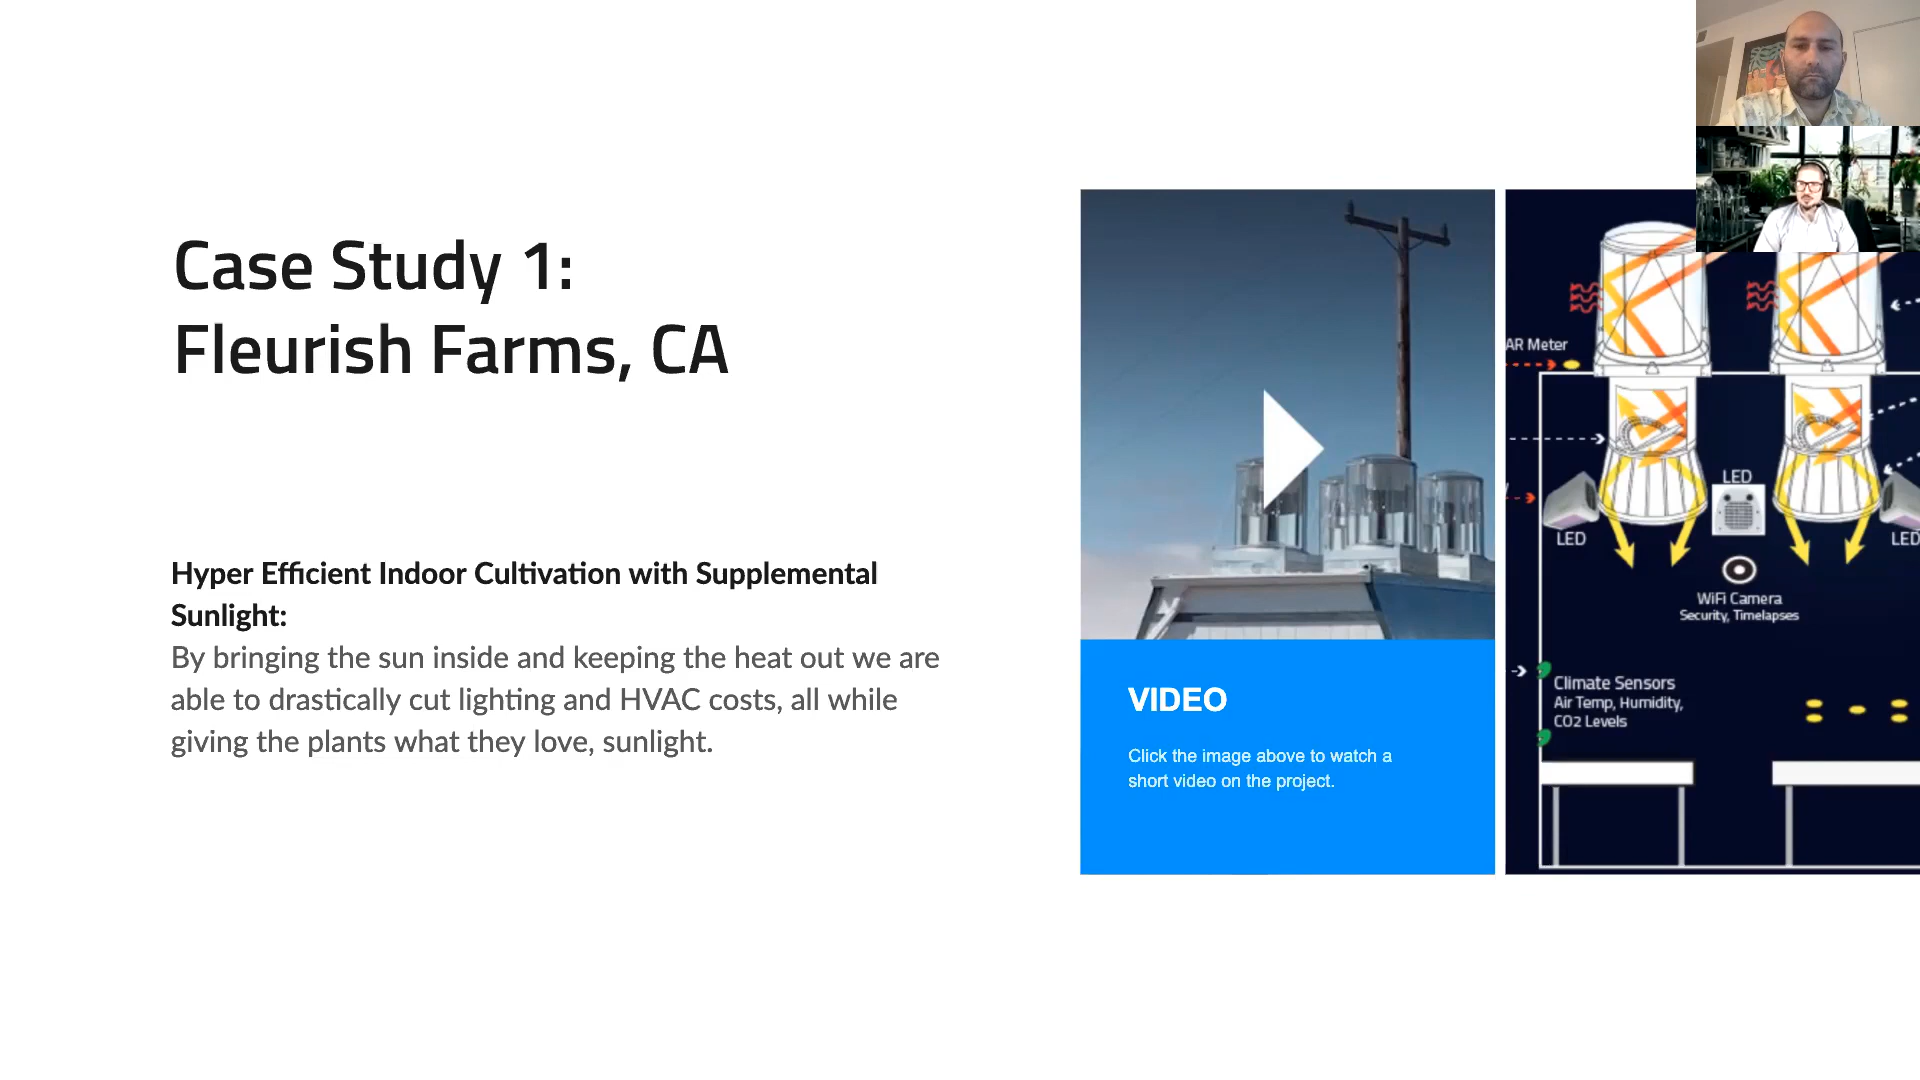 Case Study 1:
Fleurish Farms, CA
Hyper Efficient Indoor Cultivation with Supplemental
Sunlight:
By bringing the sun inside and keeping the heat out we are
able to drastically cut lighting and HVAC costs, all while
giving the plants what they love, sunlight.
VIDEO
Click the image above to watch a
short video on the project.
AR Meter
LED
LED
LED
WiFi Camera
Security, Timelapses
Climate Sensors
Air Temp, Humidity,
CO2 Levels